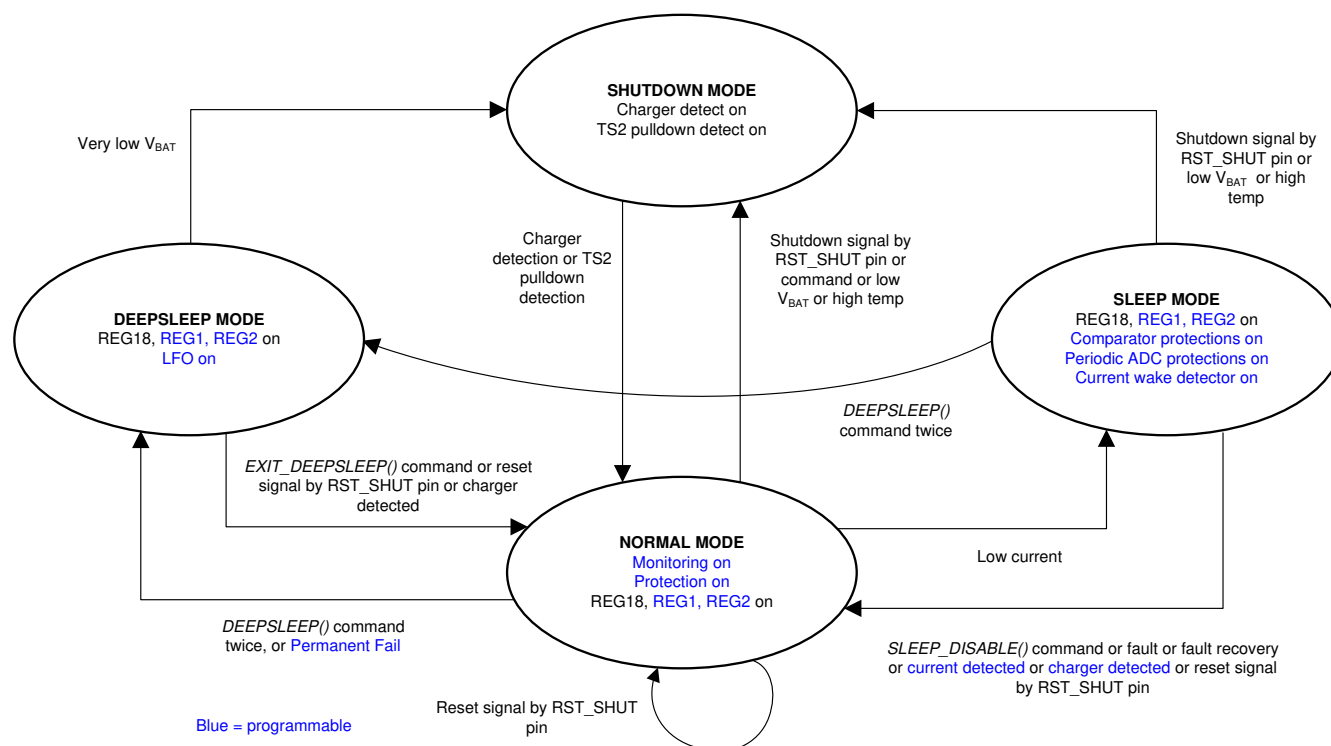 SHUTDOWN MODE
Charger detect on
TS2 pulldown detect on
Very low VBAT
Shutdown signal by
RST_SHUT pin or
low VBAT or high
temp
Charger
detection or TS2
pulldown
detection
Shutdown signal by
RST_SHUT pin or
command or low
VBAT or high temp
DEEPSLEEP MODE
REG18, REG1, REG2 on
LFO on
SLEEP MODE
REG18, REG1, REG2 on
Comparator protections on
Periodic ADC protections on
Current wake detector on
DEEPSLEEP()
command twice
EXIT_DEEPSLEEP() command or reset
signal by RST_SHUT pin or charger
detected
NORMAL MODE
Monitoring on
Protection on
REG18, REG1, REG2 on
Low current
DEEPSLEEP() command
twice, or Permanent Fail
SLEEP_DISABLE() command or fault or fault recovery
or current detected or charger detected or reset signal
by RST_SHUT pin
Reset signal by RST_SHUT
pin
Blue = programmable